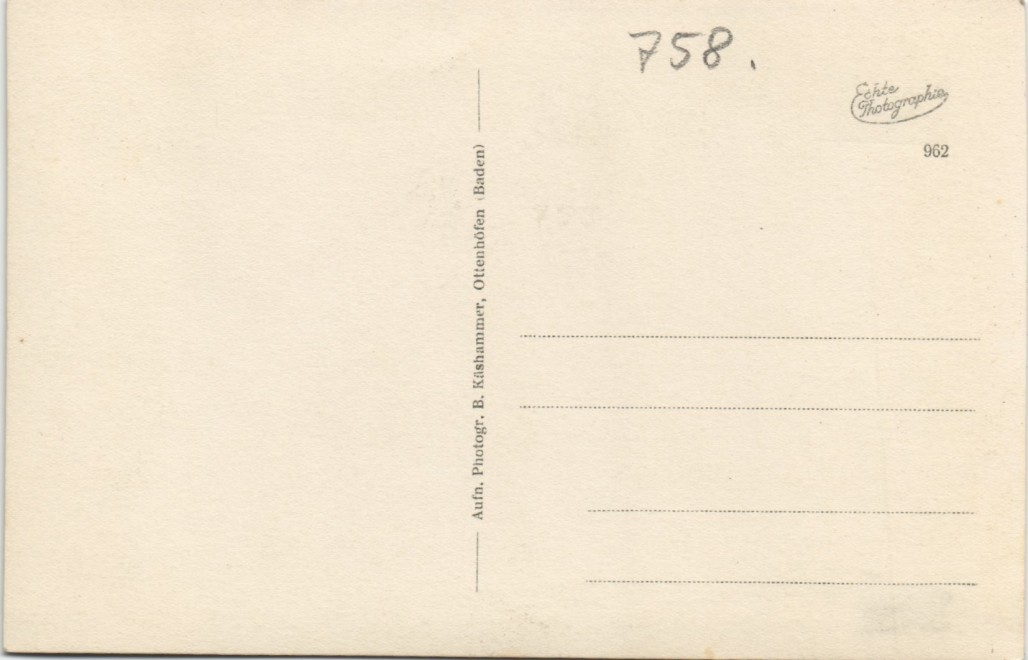 758.
Echte
Photographie
962
Aufn. Photogr. B. Käshammer, Ottenhöfen (Baden)